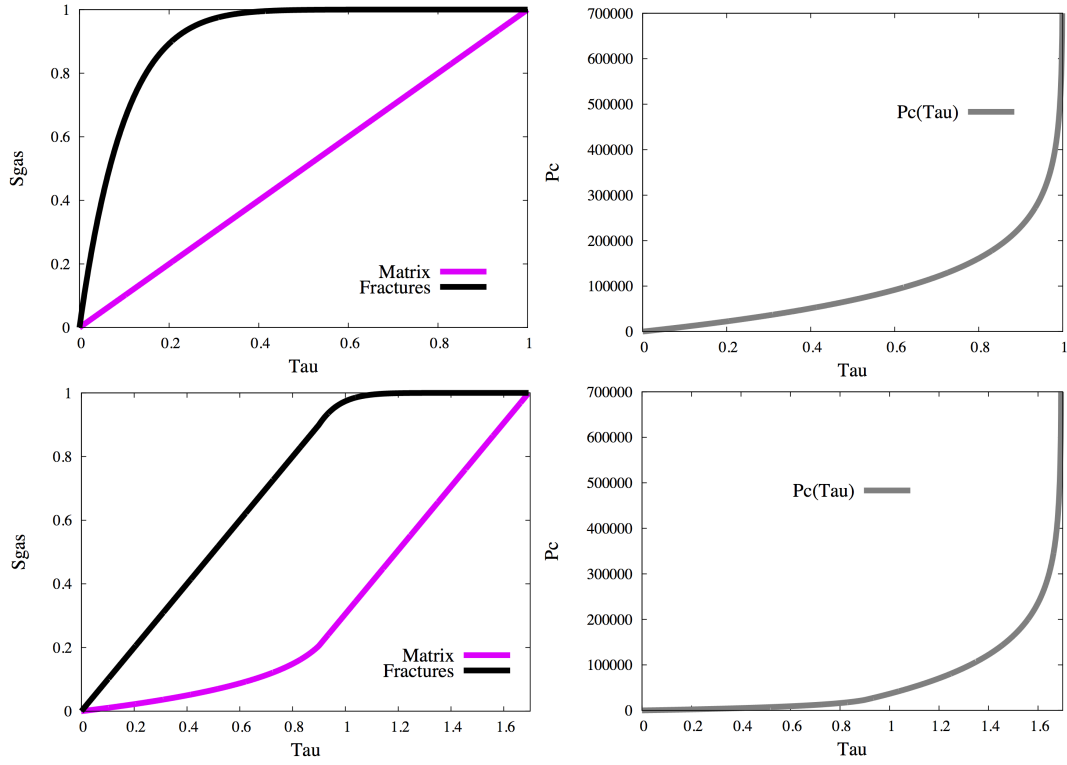 1
0.8
0.6
0.4
0.2
0
Sgas
Matrix
Fractures
0 0.2 0.4 0.6 0.8 1
Tau
700000
600000
500000
400000
300000
200000
100000
0
Pc
Pc(Tau)
0 0.2 0.4 0.6 0.8 1
Tau
1
0.8
0.6
0.4
0.2
0
Sgas
Matrix
Fractures
0 0.2 0.4 0.6 0.8 1 1.2 1.4 1.6
Tau
700000
600000
500000
400000
300000
200000
100000
0
Pc
Pc(Tau)
0 0.2 0.4 0.6 0.8 1 1.2 1.4 1.6
Tau